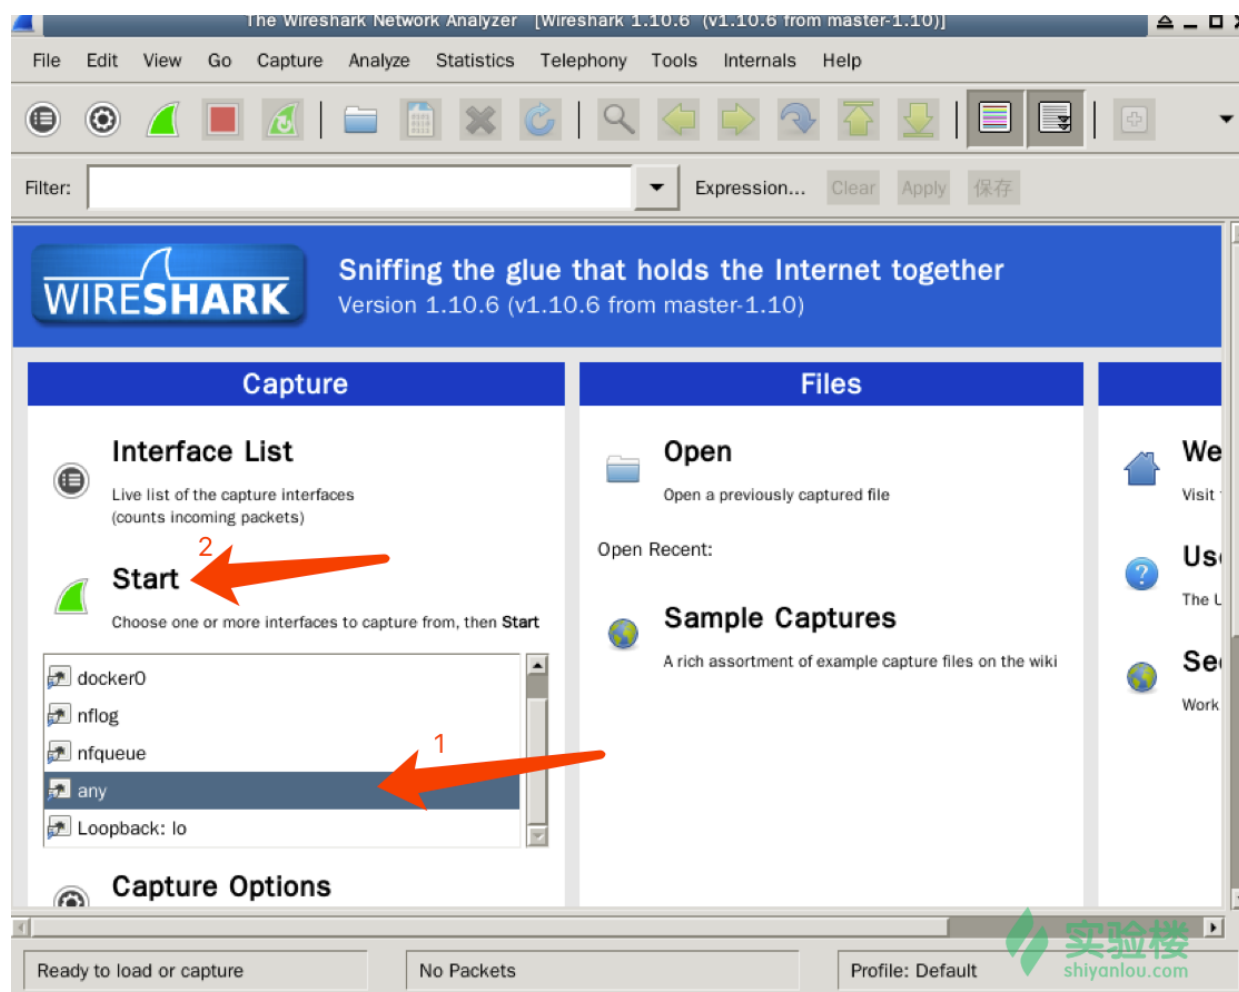 The Wireshark Network Analyzer [Wireshark 1.10.6 (v1.10.6 from master-1.10)]
File Edit View Go Capture Analyze Statistics Telephony Tools Internals Help
Filter: Expression... Clear Apply 保存
WIRESHARK
Sniffing the glue that holds the Internet together
Version 1.10.6 (v1.10.6 from master-1.10)
Capture
Interface List
Live list of the capture interfaces
(counts incoming packets)
2
Start
Choose one or more interfaces to capture from, then Start
docker0
nflog
nfqueue
1
any
Loopback: lo
Capture Options
Files
Open
Open a previously captured file
Open Recent:
Sample Captures
A rich assortment of example capture files on the wiki
We
Visit
Us
The U
Se
Work
Ready to load or capture
No Packets
Profile: Default
实验楼
shiyanlou.com